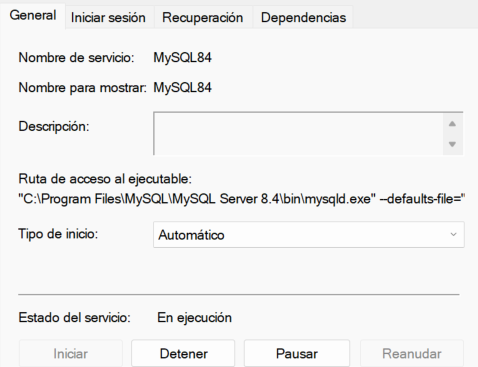 General Iniciar sesión Recuperación Dependencias
Nombre de servicio: MySQL84
Nombre para mostrar: MySQL84
Descripción:
Ruta de acceso al ejecutable:
"C:\Program Files\MySQL\MySQL Server 8.4\bin\mysqld.exe" --defaults-file="
Tipo de inicio: Automático
Estado del servicio: En ejecución
Iniciar Detener Pausar Reanudar